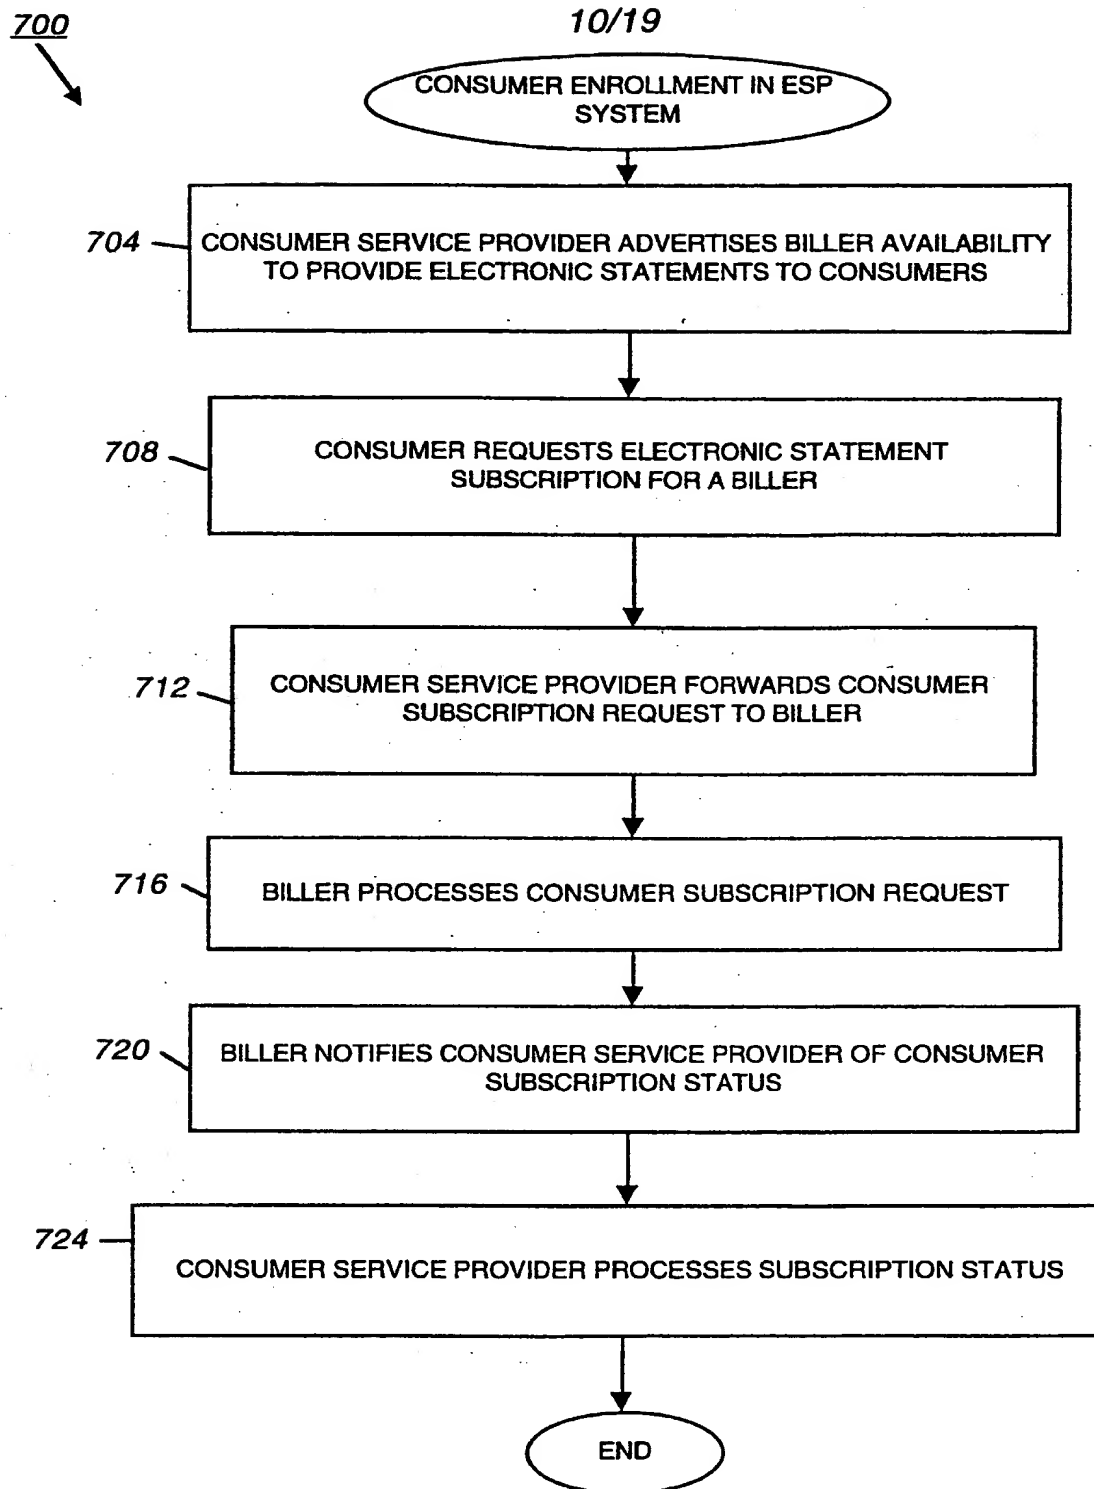 700
10/19
CONSUMER ENROLLMENT IN ESP
SYSTEM
704
CONSUMER SERVICE PROVIDER ADVERTISES BILLER AVAILABILITY
TO PROVIDE ELECTRONIC STATEMENTS TO CONSUMERS
708
CONSUMER REQUESTS ELECTRONIC STATEMENT
SUBSCRIPTION FOR A BILLER
712
CONSUMER SERVICE PROVIDER FORWARDS CONSUMER
SUBSCRIPTION REQUEST TO BILLER
716
BILLER PROCESSES CONSUMER SUBSCRIPTION REQUEST
720
BILLER NOTIFIES CONSUMER SERVICE PROVIDER OF CONSUMER
SUBSCRIPTION STATUS
724
CONSUMER SERVICE PROVIDER PROCESSES SUBSCRIPTION STATUS
END